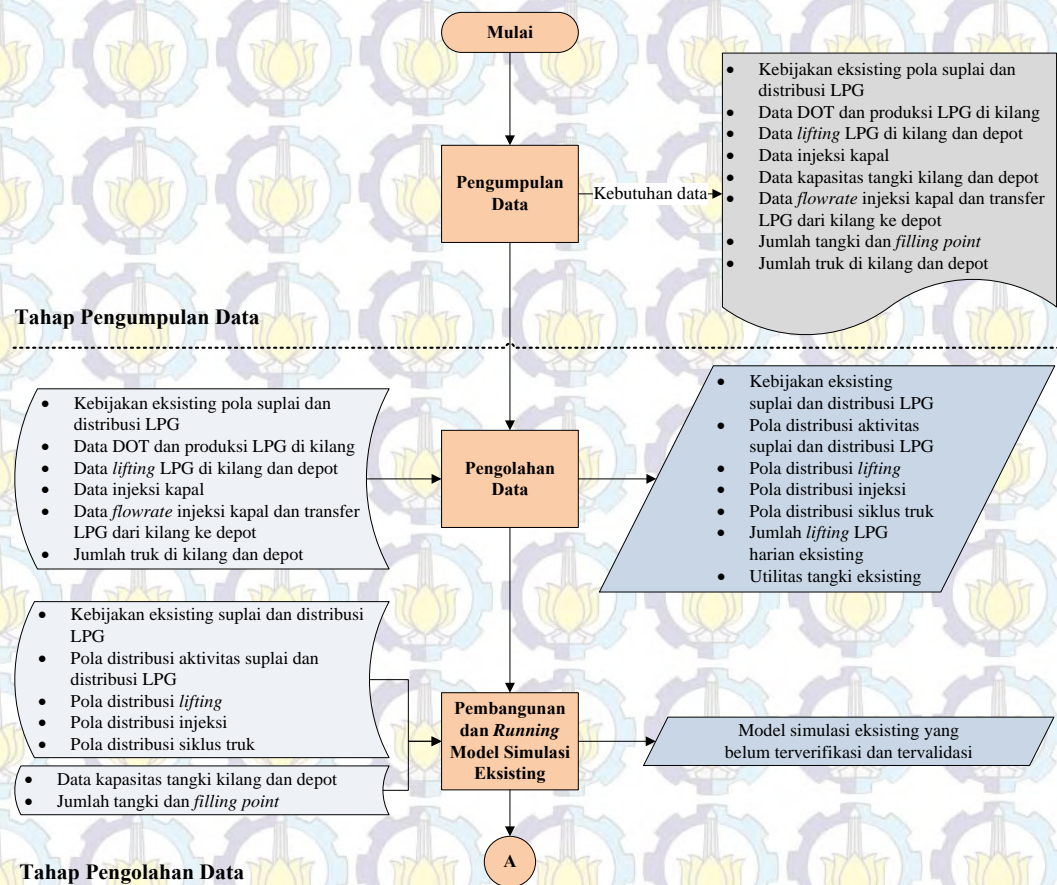 Mulai
Pengumpulan
Data
Kebutuhan data
• Kebijakan eksisting pola suplai dan
distribusi LPG
• Data DOT dan produksi LPG di kilang
• Data lifting LPG di kilang dan depot
• Data injeksi kapal
• Data kapasitas tangki kilang dan depot
• Data flowrate injeksi kapal dan transfer
LPG dari kilang ke depot
• Jumlah tangki dan filling point
• Jumlah truk di kilang dan depot
Tahap Pengumpulan Data
• Kebijakan eksisting pola suplai dan
distribusi LPG
• Data DOT dan produksi LPG di kilang
• Data lifting LPG di kilang dan depot
• Data injeksi kapal
• Data flowrate injeksi kapal dan transfer
LPG dari kilang ke depot
• Jumlah truk di kilang dan depot
Pengolahan
Data
• Kebijakan eksisting
suplai dan distribusi LPG
• Pola distribusi aktivitas
suplai dan distribusi LPG
• Pola distribusi lifting
• Pola distribusi injeksi
• Pola distribusi siklus truk
• Jumlah lifting LPG
harian eksisting
• Utilitas tangki eksisting
• Kebijakan eksisting suplai dan distribusi
LPG
• Pola distribusi aktivitas suplai dan
distribusi LPG
• Pola distribusi lifting
• Pola distribusi injeksi
• Pola distribusi siklus truk
• Data kapasitas tangki kilang dan depot
• Jumlah tangki dan filling point
Pembangunan
dan Running
Model Simulasi
Eksisting
Model simulasi eksisting yang
belum terverifikasi dan tervalidasi
A
Tahap Pengolahan Data